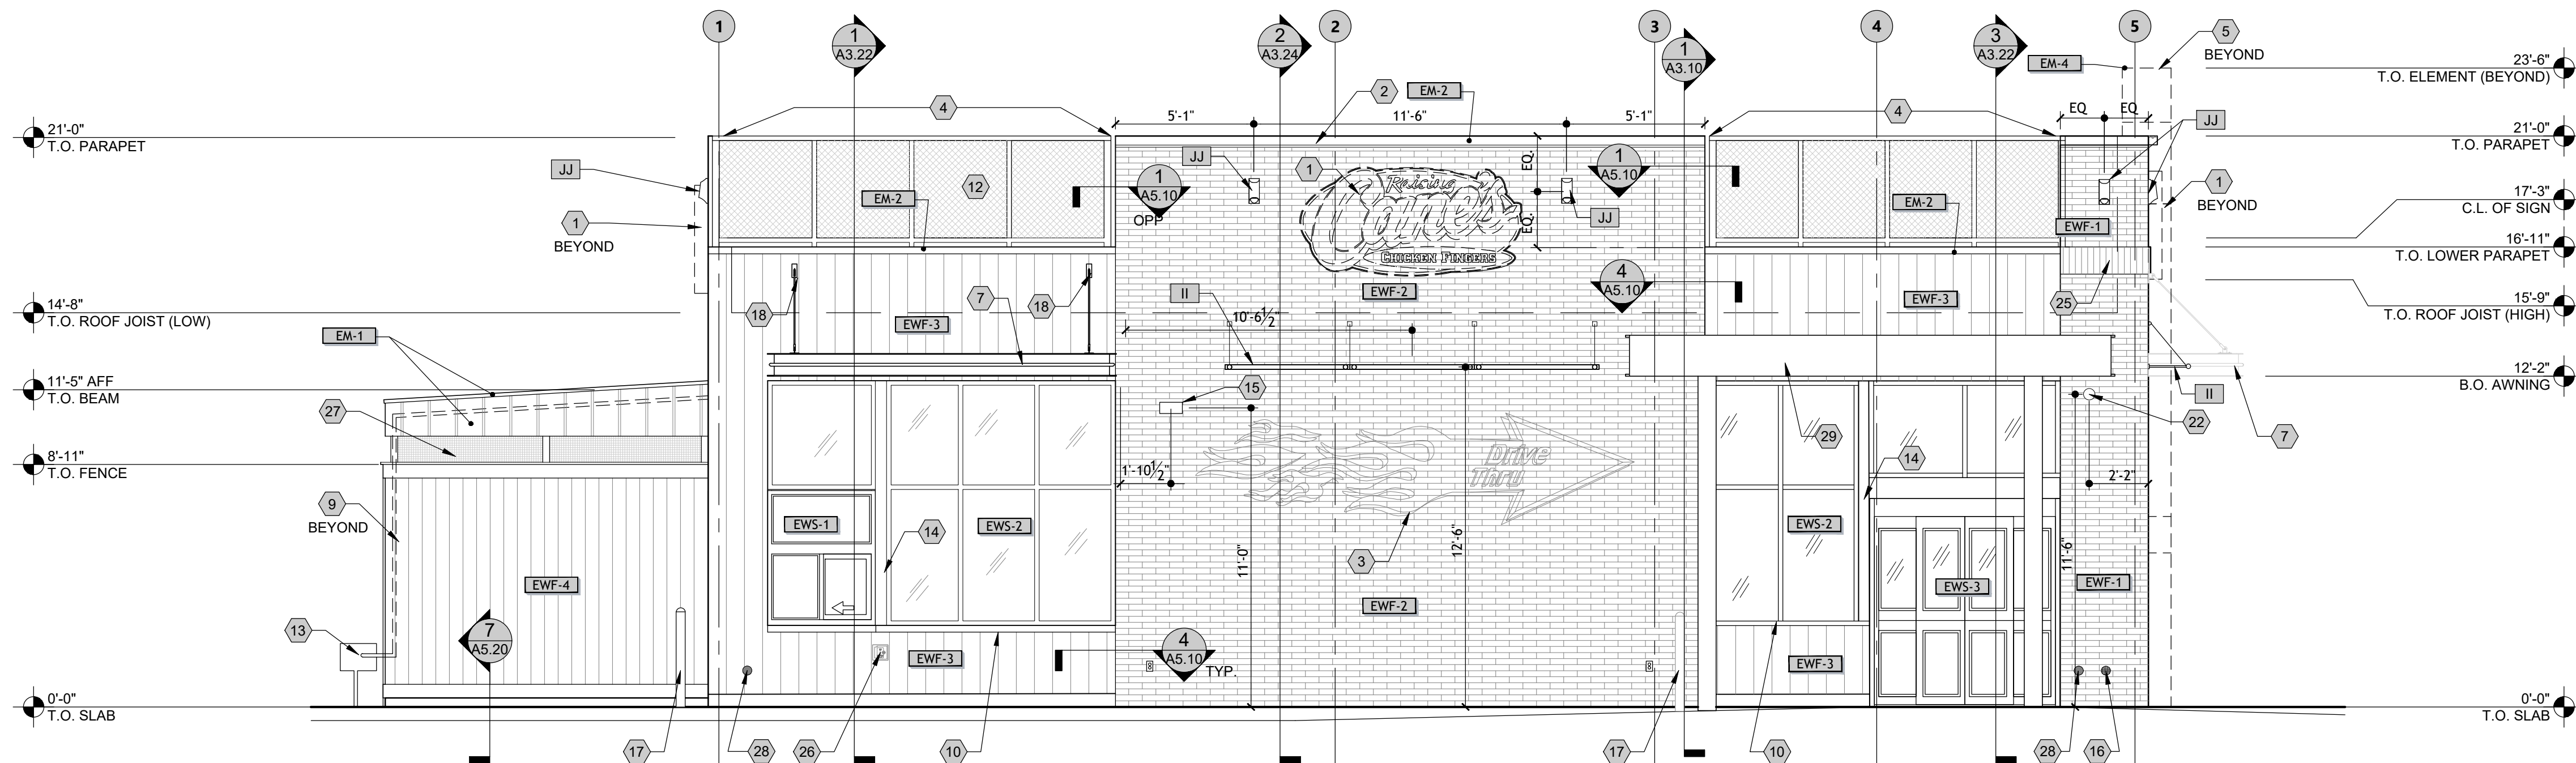 1
1
A3.22
2
A3.24
2
3
1
A3.10
4
3
A3.22
5
5
BEYOND
EM-4
23'-6"
T.O. ELEMENT (BEYOND)
4
5'-1"
2
EM-2
11'-6"
5'-1"
4
EQ
EQ
JJ
21'-0"
T.O. PARAPET
21'-0"
T.O. PARAPET
JJ
JJ
1
A5.10
OPP
1
EQ.
EQ.
1
A5.10
JJ
12
EM-2
Raising
Cane's
CHICKEN FINGERS
EM-2
EWF-1
1
BEYOND
1
BEYOND
17'-3"
C.L. OF SIGN
16'-11"
T.O. LOWER PARAPET
14'-8"
T.O. ROOF JOIST (LOW)
18
EWF-3
7
18
II
10'-6½"
EWF-2
4
A5.10
EWF-3
25
15'-9"
T.O. ROOF JOIST (HIGH)
EM-1
11'-5" AFF
T.O. BEAM
12'-2"
B.O. AWNING
27
15
29
II
22
7
8'-11"
T.O. FENCE
1'-10½"
Drive
Thru
14
2'-2"
9
BEYOND
EWS-1
14
EWS-2
11'-0"
3
12'-6"
EWS-2
11'-6"
EWF-4
EWF-2
EWS-3
EWF-1
13
7
A5.20
26
EWF-3
4
A5.10
TYP.
8
8
EWF-3
0'-0"
T.O. SLAB
0'-0"
T.O. SLAB
17
28
26
10
17
10
28
16